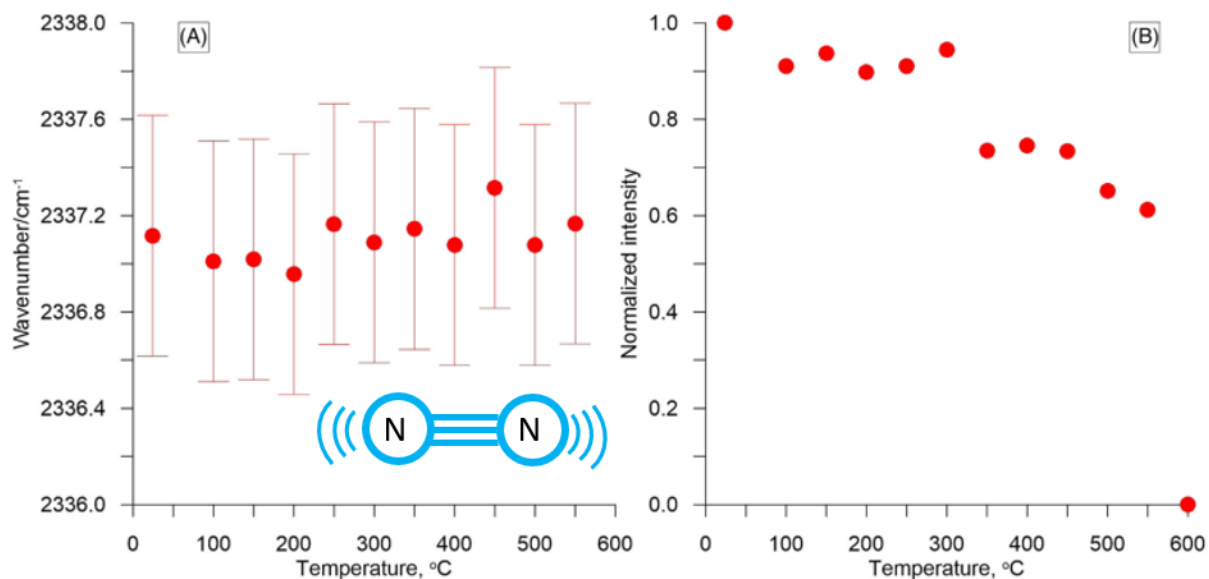 (A)
Wavenumber/cm⁻¹
2338.0
2337.6
2337.2
2336.8
2336.4
2336.0
N N
0 100 200 300 400 500 600
Temperature, °C
(B)
Normalized intensity
1.0
0.8
0.6
0.4
0.2
0.0
0 100 200 300 400 500 600
Temperature, °C